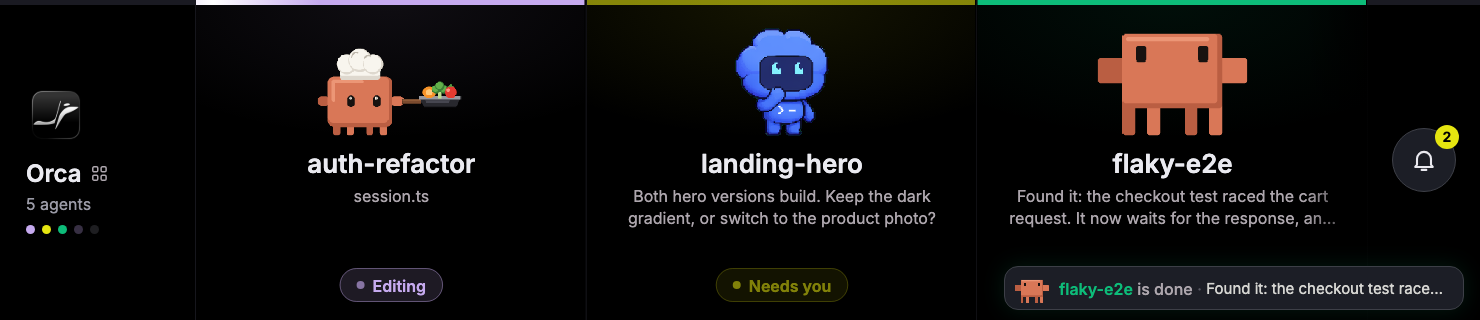 Orca
5 agents
auth-refactor
session.ts
Editing
landing-hero
Both hero versions build. Keep the dark
gradient, or switch to the product photo?
Needs you
flaky-e2e
Found it: the checkout test raced the cart
request. It now waits for the response, an...
2
flaky-e2e is done · Found it: the checkout test race...